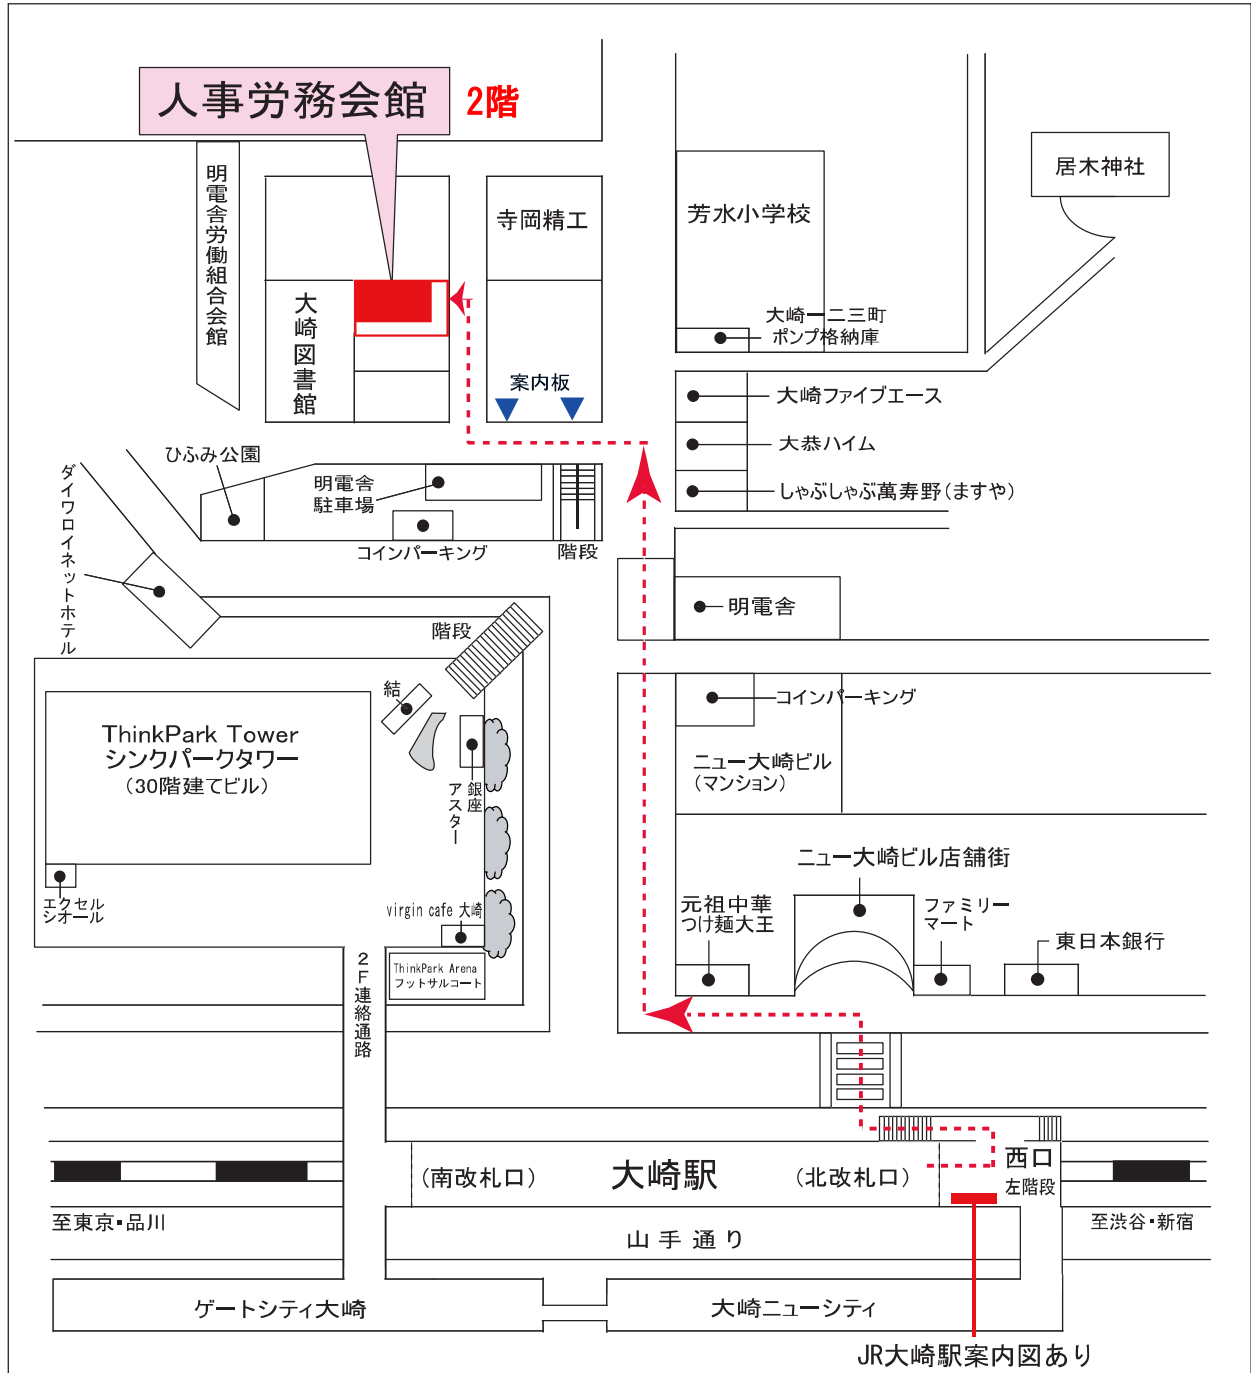 人事労務会館
2階
明電舎労働組合会館
寺岡精工
芳水小学校
居木神社
大崎図書館
大崎一二三町
ポンプ格納庫
案内板
大崎ファイブエース
大恭ハイム
しゃぶしゃぶ萬寿野(ますや)
ひふみ公園
明電舎
駐車場
コインパーキング
階段
ダイワロイネットホテル
明電舎
階段
結
コインパーキング
ThinkPark Tower
シンクパークタワー
(30階建てビル)
ニュー大崎ビル
(マンション)
銀座
アスター
ニュー大崎ビル店舗街
エクセル
シオール
virgin cafe 大崎
元祖中華
つけ麺大王
ファミリー
マート
東日本銀行
ThinkPark Arena
フットサルコート
2F連絡通路
(南改札口)
大崎駅
(北改札口)
西口
左階段
至東京・品川
至渋谷・新宿
山手通り
ゲートシティ大崎
大崎ニューシティ
JR大崎駅案内図あり